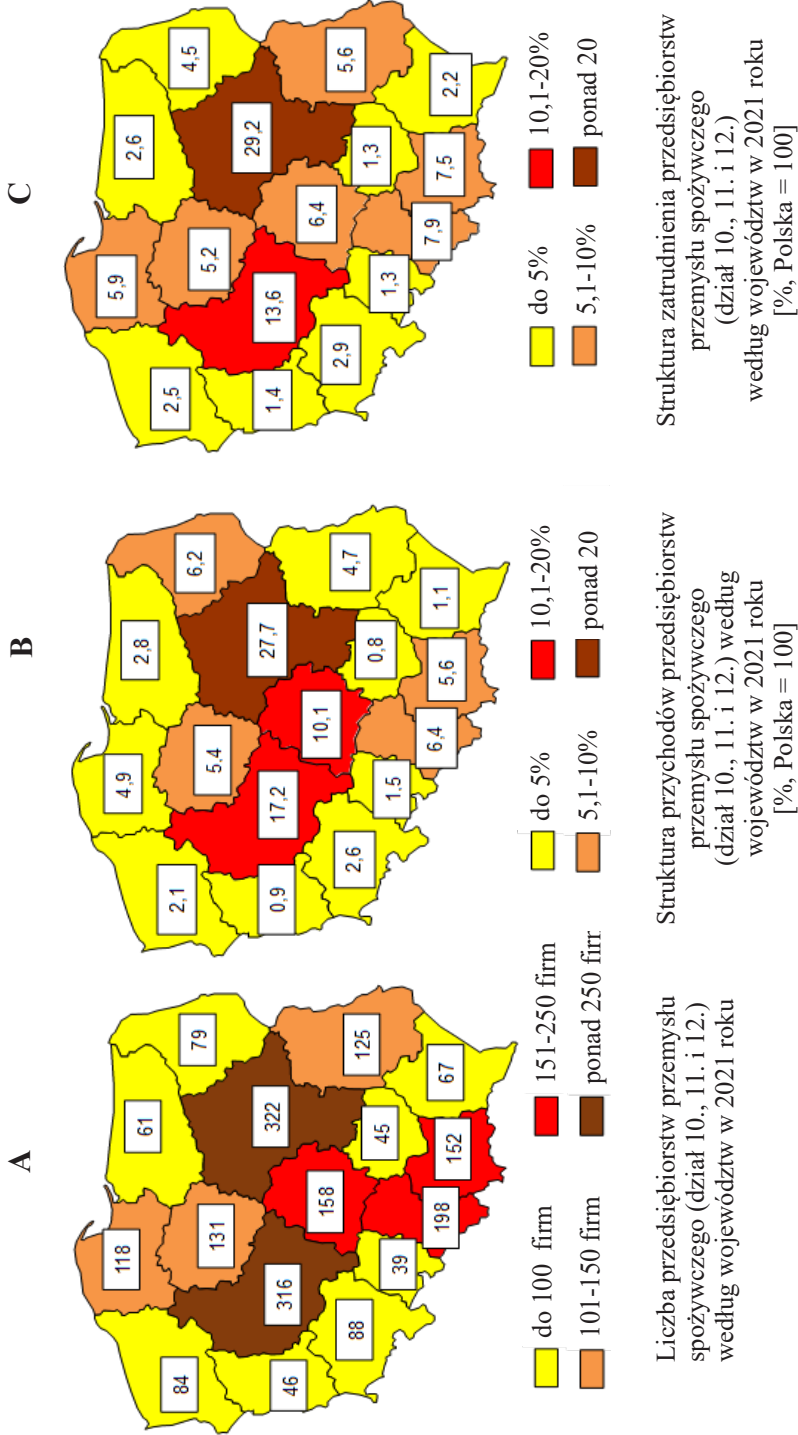 A
84
118
61
79
46
316
131
322
125
88
158
45
39
198
152
67
do 100 firm
151-250 firm
101-150 firm
ponad 250 firr
Liczba przedsiębiorstw przemysłu
spożywczego (dział 10., 11. i 12.)
według województw w 2021 roku
B
2,1
4,9
2,8
6,2
0,9
17,2
5,4
27,7
4,7
2,6
10,1
0,8
1.5
6,4
5,6
1,1
do 5%
10,1-20%
5,1-10%
ponad 20
Struktura przychodów przedsiębiorstw
przemysłu spożywczego
(dział 10., 11. i 12.) według
województw w 2021 roku
[%, Polska = 100]
C
2,5
5,9
2,6
4,5
1,4
13,6
5,2
29,2
5,6
2,9
6,4
1,3
1,3
7,9
7,5
2,2
do 5%
10,1-20%
5,1-10%
ponad 20
Struktura zatrudnienia przedsiębiorstw
przemysłu spożywczego
(dział 10., 11. i 12.)
według województw w 2021 roku
[%, Polska = 100]